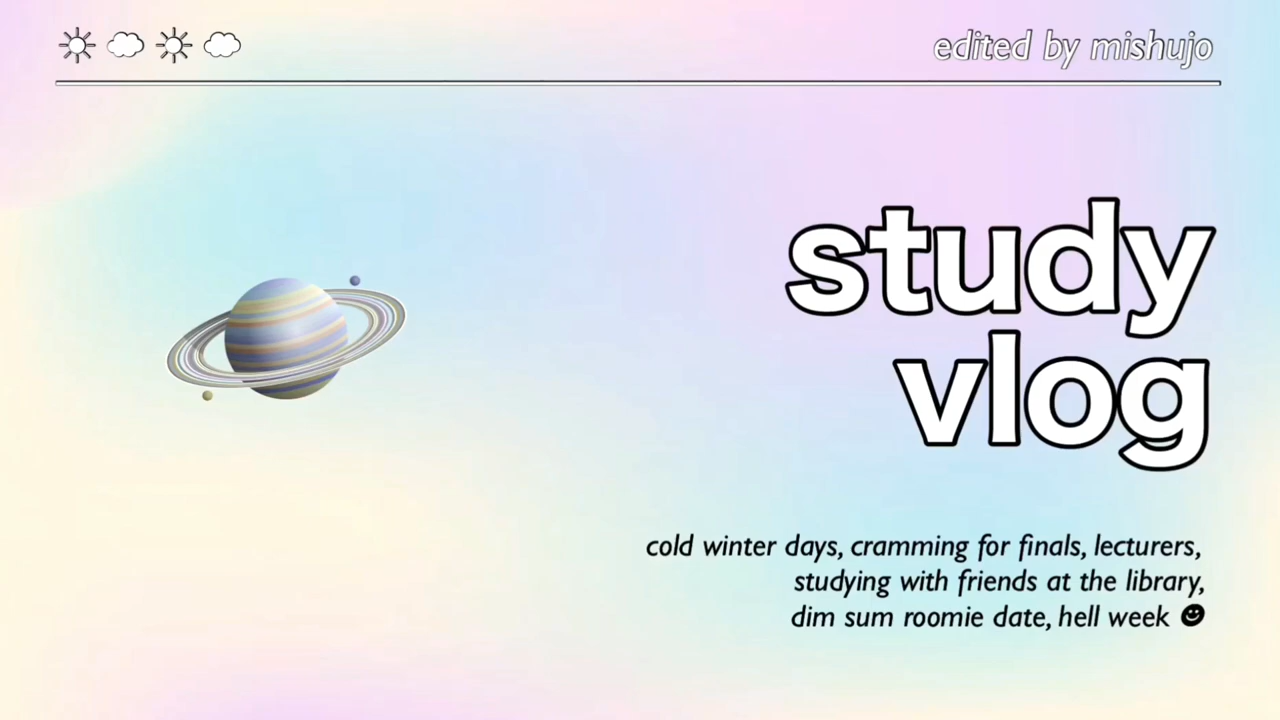 ☀☁☀☁ edited by mishujo
study
vlog
cold winter days, cramming for finals, lecturers,
studying with friends at the library,
dim sum roomie date, hell week ☻